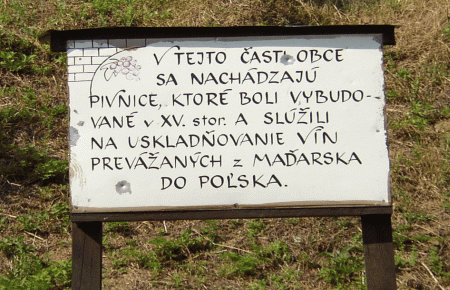 V TEJTO ČASTI OBCE
SA NACHÁDZAJÚ
PIVNICE, KTORÉ BOLI VYBUDO-
VANÉ v XV. stor. A SLÚŽILI
NA USKLADŇOVANIE VÍN
PREVÁŽANÝCH z MAĎARSKA
DO POĽSKA.